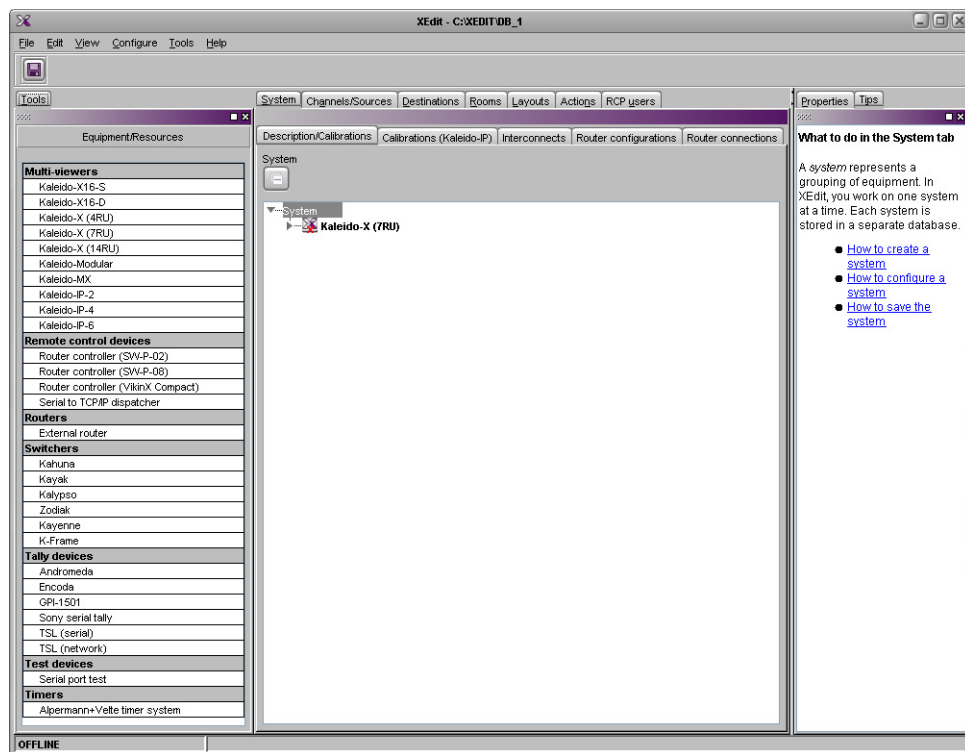 XEdit - C:\XEDIT\DB_1
File Edit View Configure Tools Help
Tools
Equipment/Resources
Multi-viewers
Kaleido-X16-S
Kaleido-X16-D
Kaleido-X (4RU)
Kaleido-X (7RU)
Kaleido-X (14RU)
Kaleido-Modular
Kaleido-MX
Kaleido-IP-2
Kaleido-IP-4
Kaleido-IP-6
Remote control devices
Router controller (SW-P-02)
Router controller (SW-P-08)
Router controller (VikinX Compact)
Serial to TCP/IP dispatcher
Routers
External router
Switchers
Kahuna
Kayak
Kalypso
Zodiak
Kayenne
K-Frame
Tally devices
Andromeda
Encoda
GPI-1501
Sony serial tally
TSL (serial)
TSL (network)
Test devices
Serial port test
Timers
Alpermann+Velte timer system
System Channels/Sources Destinations Rooms Layouts Actions RCP users
Description/Calibrations Calibrations (Kaleido-IP) Interconnects Router configurations Router connections
System
System
Kaleido-X (7RU)
Properties Tips
What to do in the System tab
A system represents a
grouping of equipment. In
XEdit, you work on one system
at a time. Each system is
stored in a separate database.
How to create a
system
How to configure a
system
How to save the
system
OFFLINE